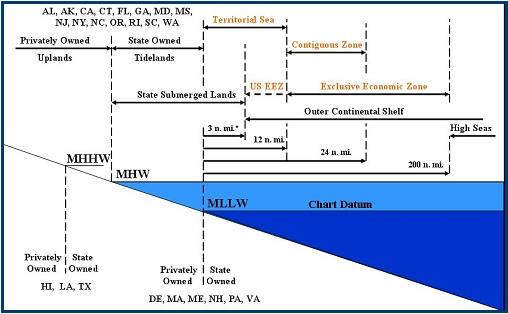 AL, AK, CA, CT, FL, GA, MD, MS,
NJ, NY, NC, OR, RI, SC, WA
Territorial Sea
Privately Owned
State Owned
Contiguous Zone
Uplands
Tidelands
State Submerged Lands
US EEZ
Exclusive Economic Zone
Outer Continental Shelf
3 n. mi.*
High Seas
12 n. mi.
24 n. mi.
200 n. mi.
MHHW
MHW
MLLW
Chart Datum
Privately Owned
State Owned
Privately Owned
State Owned
HI, LA, TX
DE, MA, ME, NH, PA, VA